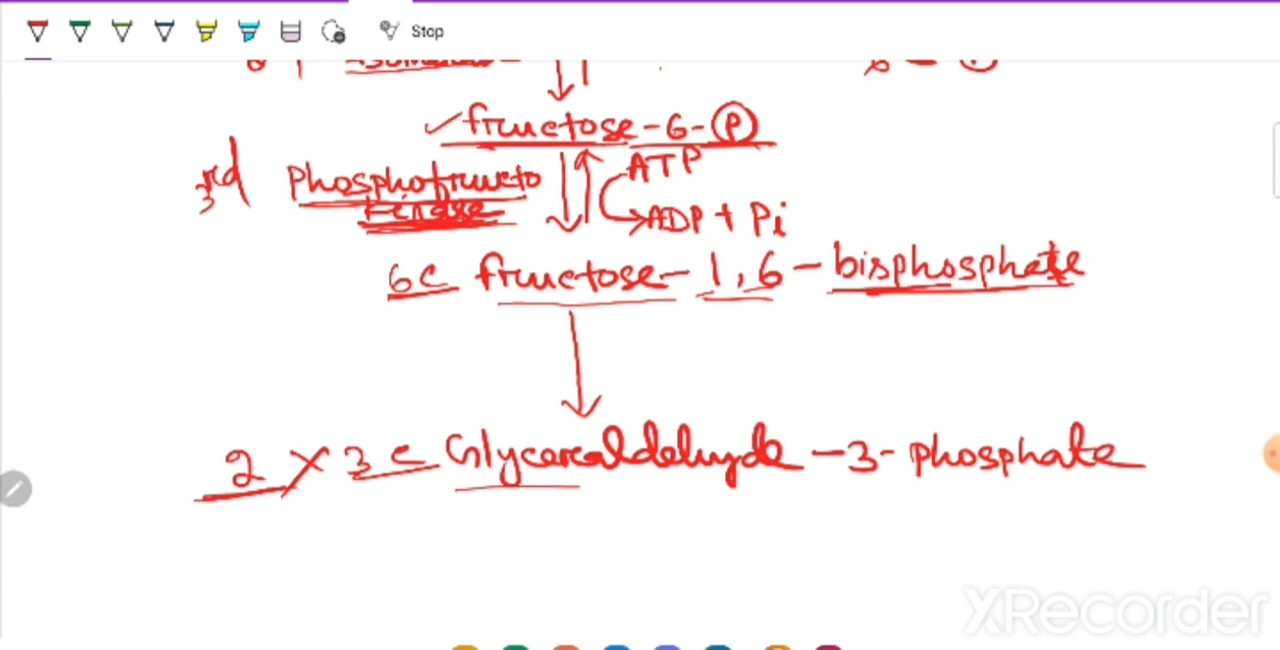 Stop
fructose-6-Ⓟ
3rd Phosphofructo kinase
ATP
ADP + Pi
6C fructose-1,6-bisphosphate
2 X 3C Glyceraldehyde-3-phosphate
XRecorder